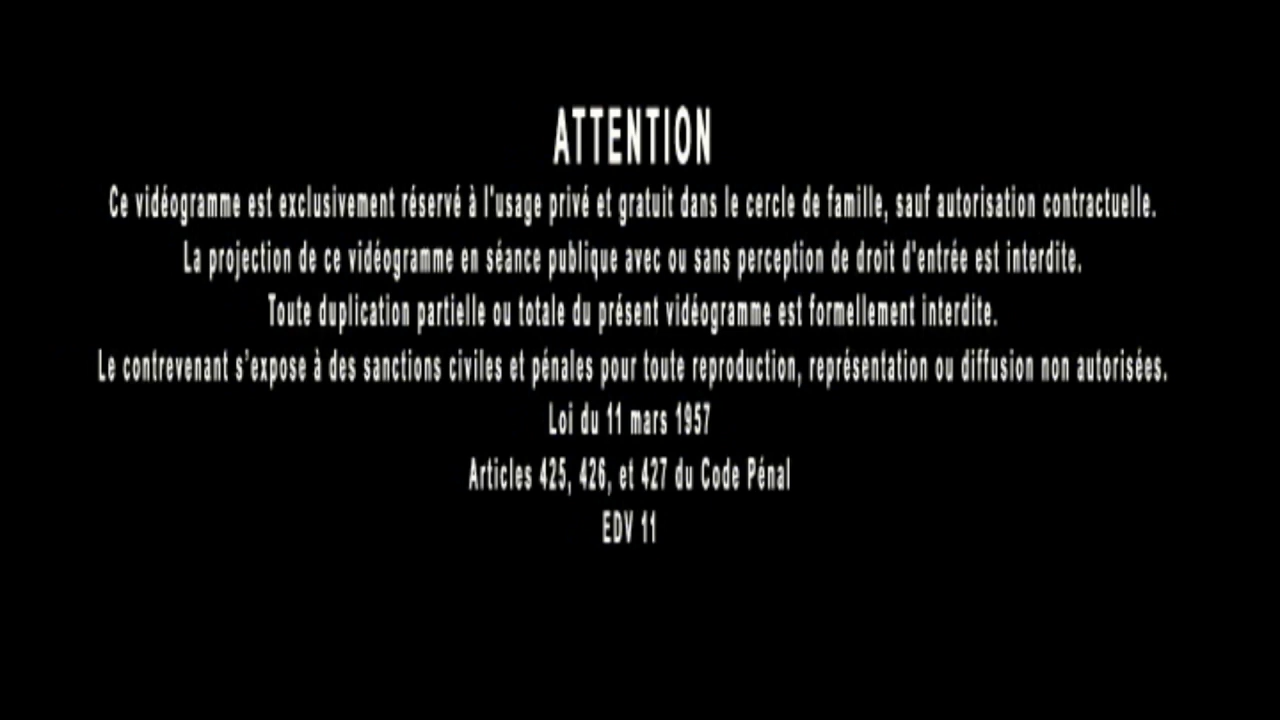 ATTENTION
Ce vidéogramme est exclusivement réservé à l'usage privé et gratuit dans le cercle de famille, sauf autorisation contractuelle.
La projection de ce vidéogramme en séance publique avec ou sans perception de droit d'entrée est interdite.
Toute duplication partielle ou totale du présent vidéogramme est formellement interdite.
Le contrevenant s'expose à des sanctions civiles et pénales pour toute reproduction, représentation ou diffusion non autorisées.
Loi du 11 mars 1957
Articles 425, 426, et 427 du Code Pénal
EDV 11